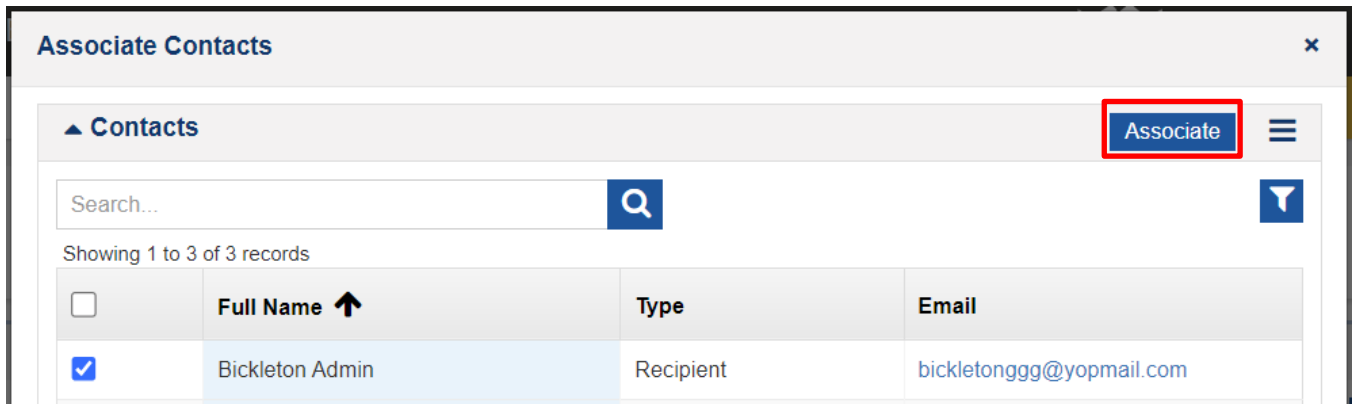 Associate Contacts ×
Contacts Associate
Search...
Showing 1 to 3 of 3 records
Full Name Type Email
Bickleton Admin Recipient bickletonggg@yopmail.com